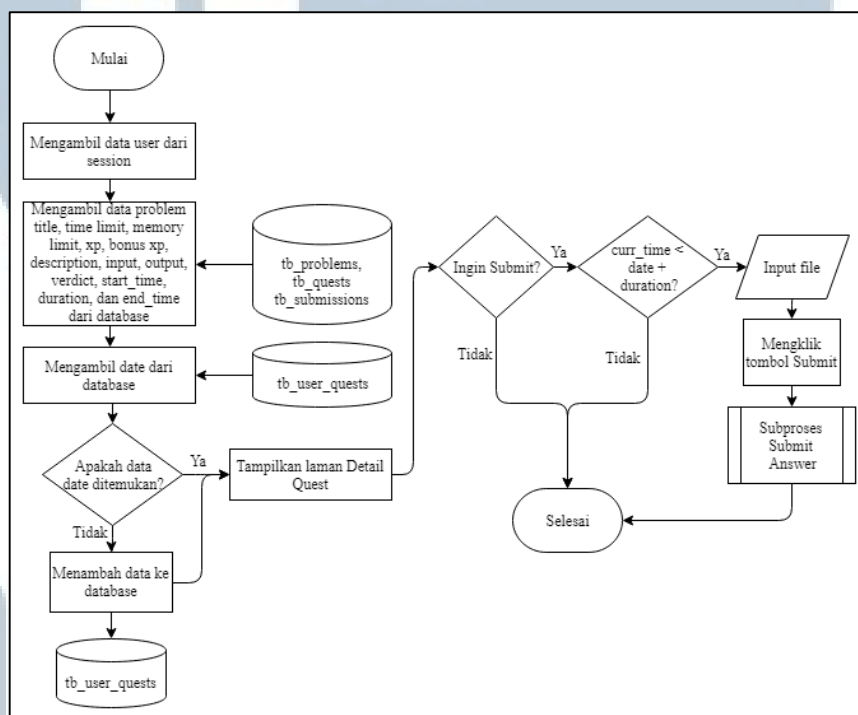 Mulai
Mengambil data user dari
session
Mengambil data problem
title, time limit, memory
limit, xp, bonus xp,
description, input, output,
verdict, start_time,
duration, dan end_time
dari database
tb_problems,
tb_quests
tb_submissions
Mengambil date dari
database
tb_user_quests
Apakah data
date ditemukan?
Ya
Tidak
Menambah data ke
database
tb_user_quests
Tampilkan laman Detail
Quest
Ingin Submit?
Ya
Tidak
curr_time <
date +
duration?
Ya
Tidak
Input file
Mengklik
tombol Submit
Subproses
Submit
Answer
Selesai